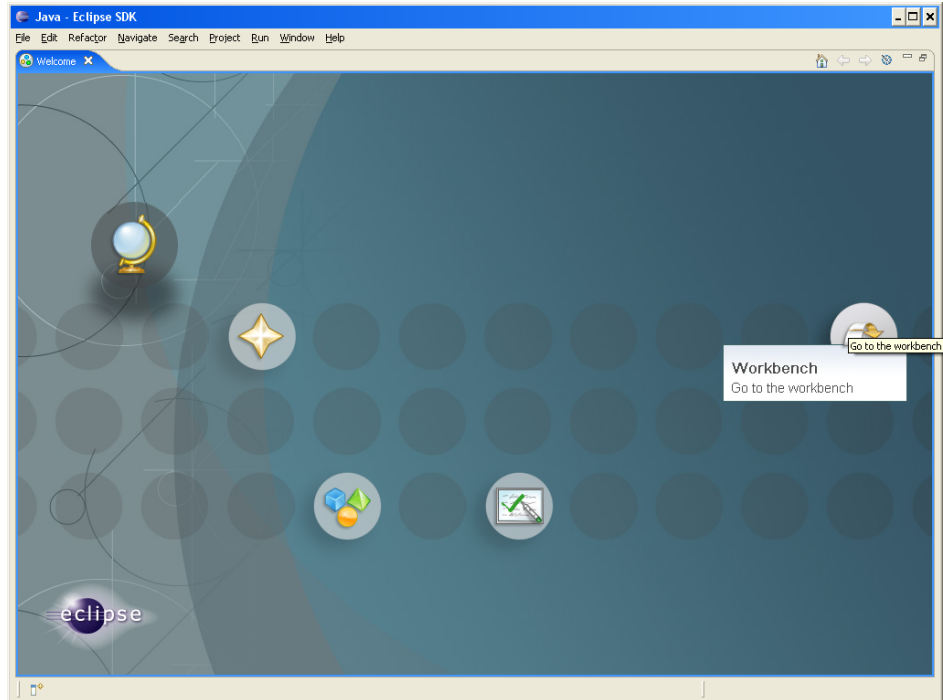 Java - Eclipse SDK
File Edit Refactor Navigate Search Project Run Window Help
Welcome
Go to the workbench
Workbench
Go to the workbench
eclipse